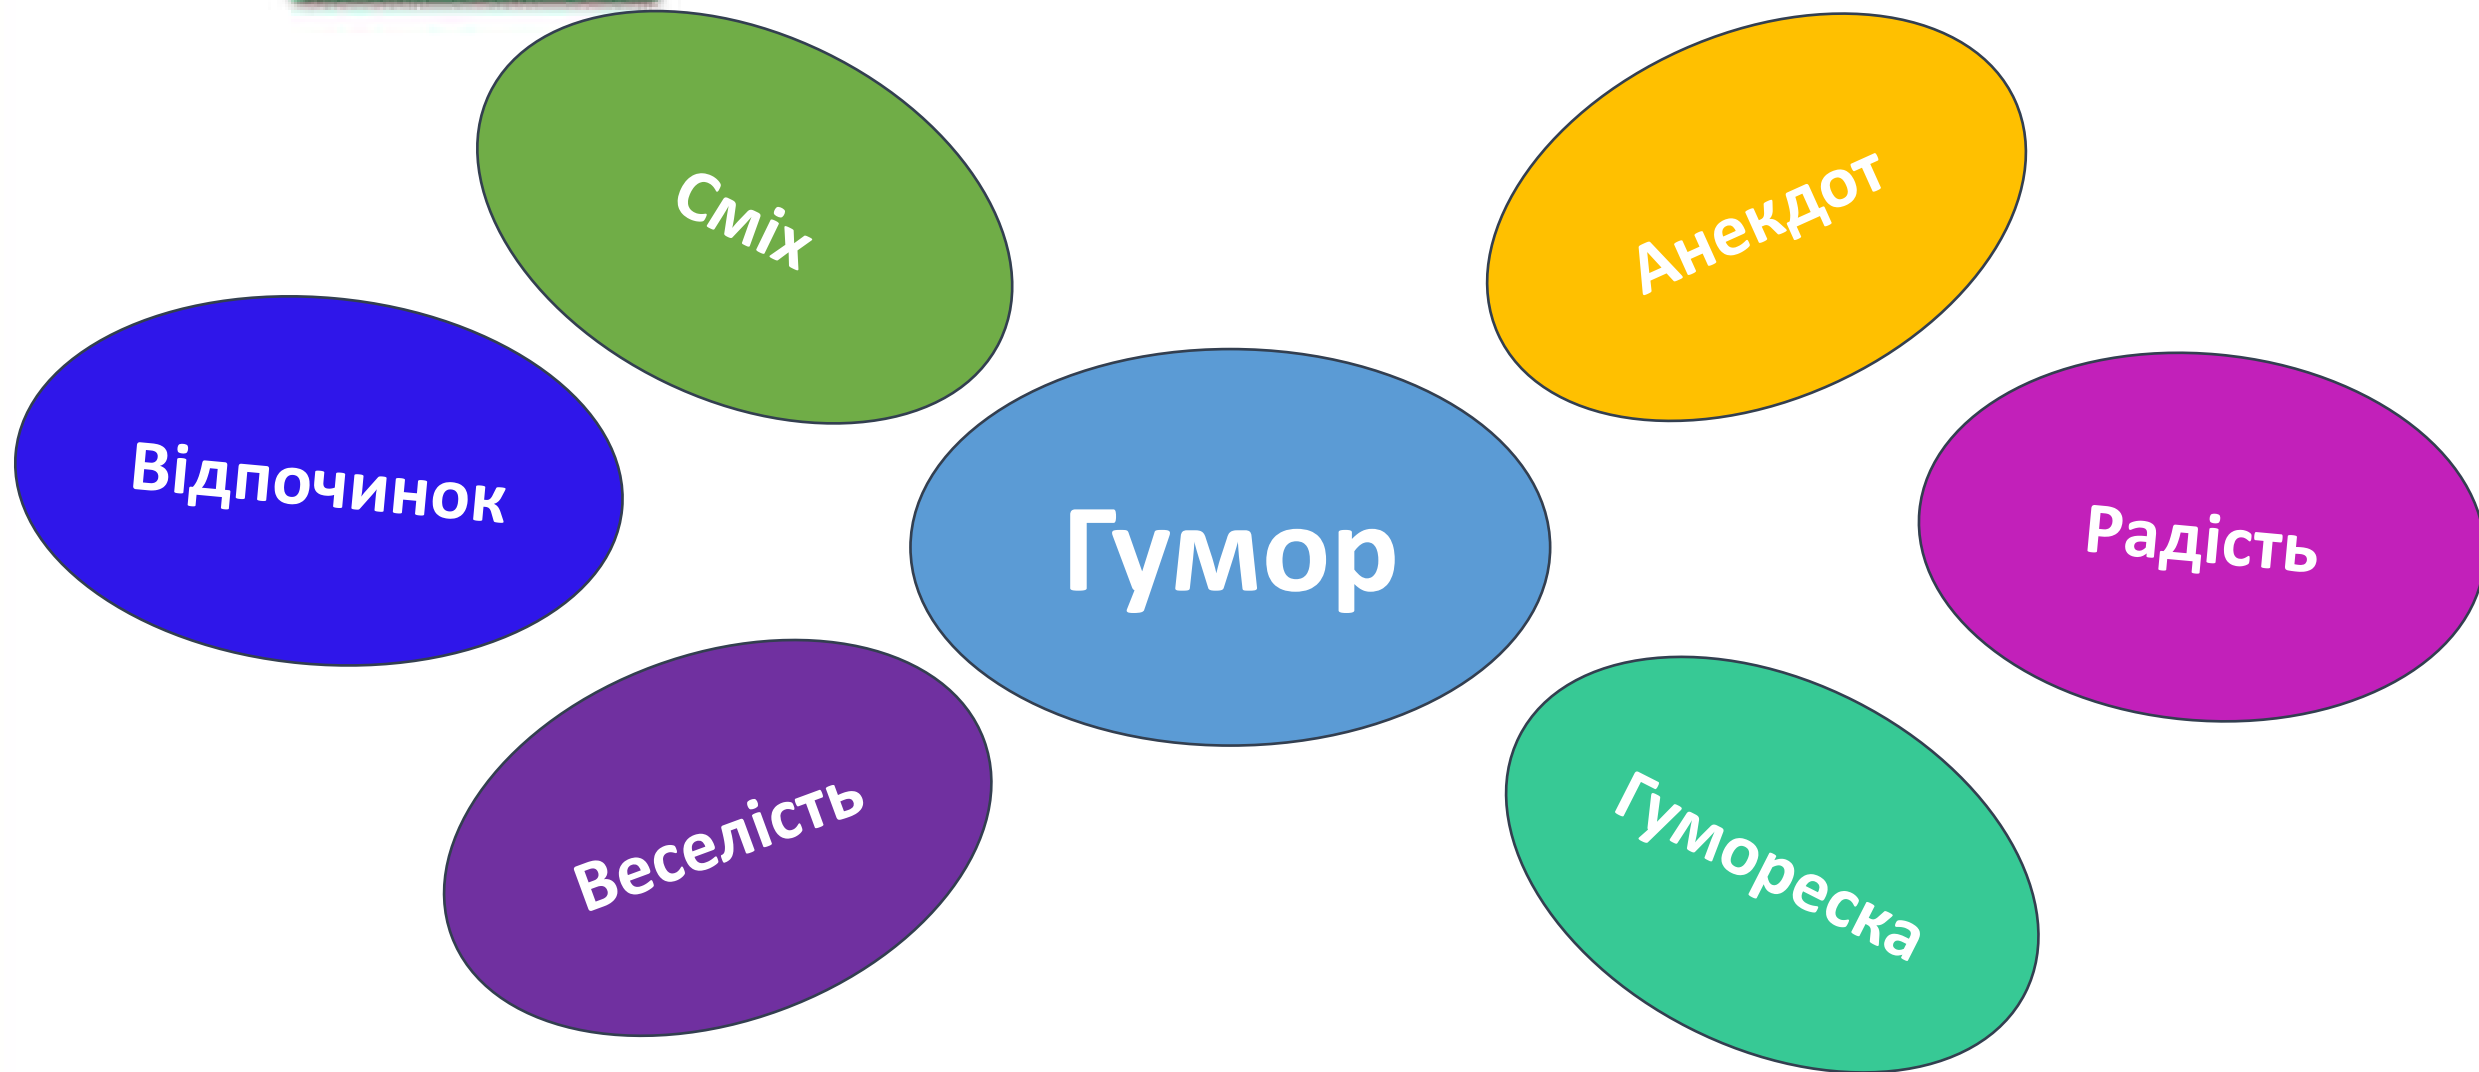 Сміх
Анекдот
Відпочинок
Гумор
Радість
Веселість
Гумореска